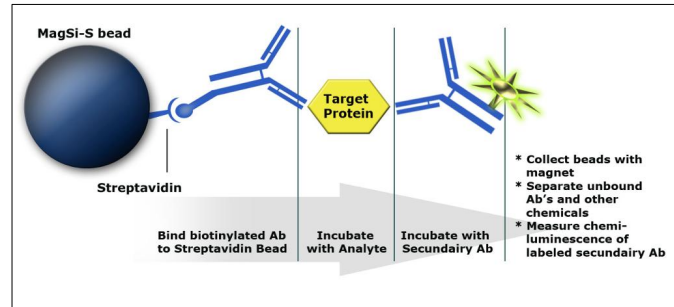 MagSi-S bead
Target
Protein
Streptavidin
Bind biotinylated Ab
to Streptavidin Bead
Incubate
with Analyte
Incubate with
Secundairy Ab
* Collect beads with
magnet
* Separate unbound
Ab's and other
chemicals
* Measure chemi-
luminescence of
labeled secundairy Ab